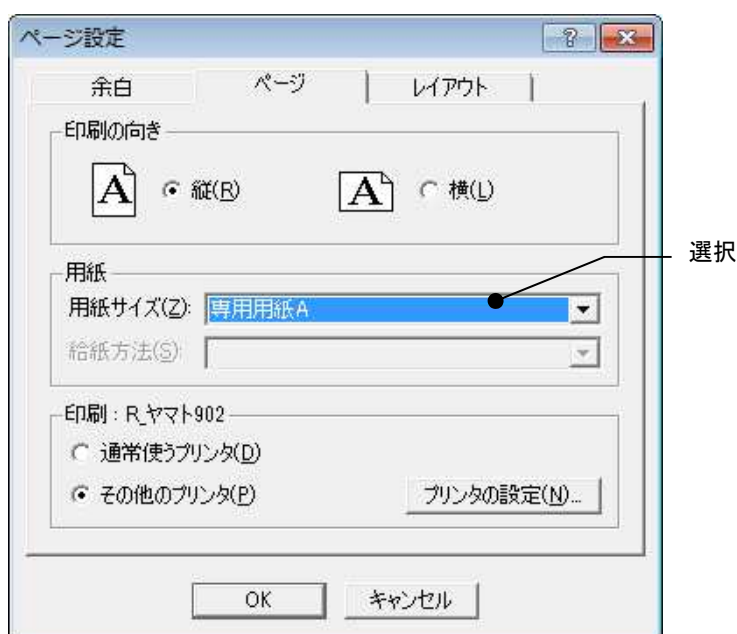 ページ設定
余白 ページ レイアウト
印刷の向き
A 縦(R) A 横(L)
選択
用紙
用紙サイズ(Z): 専用用紙A
給紙方法(S):
印刷 : R_ヤマト902
通常使うプリンタ(D)
その他のプリンタ(P) プリンタの設定(N)...
OK キャンセル